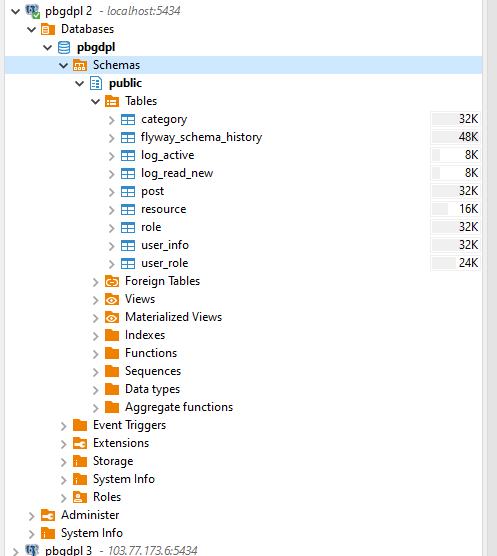 pbgdpl 2 - localhost:5434
Databases
pbgdpl
Schemas
public
Tables
category 32K
flyway_schema_history 48K
log_active 8K
log_read_new 8K
post 32K
resource 16K
role 32K
user_info 32K
user_role 24K
Foreign Tables
Views
Materialized Views
Indexes
Functions
Sequences
Data types
Aggregate functions
Event Triggers
Extensions
Storage
System Info
Roles
Administer
System Info
pbgdpl 3 - 103.77.173.6:5434